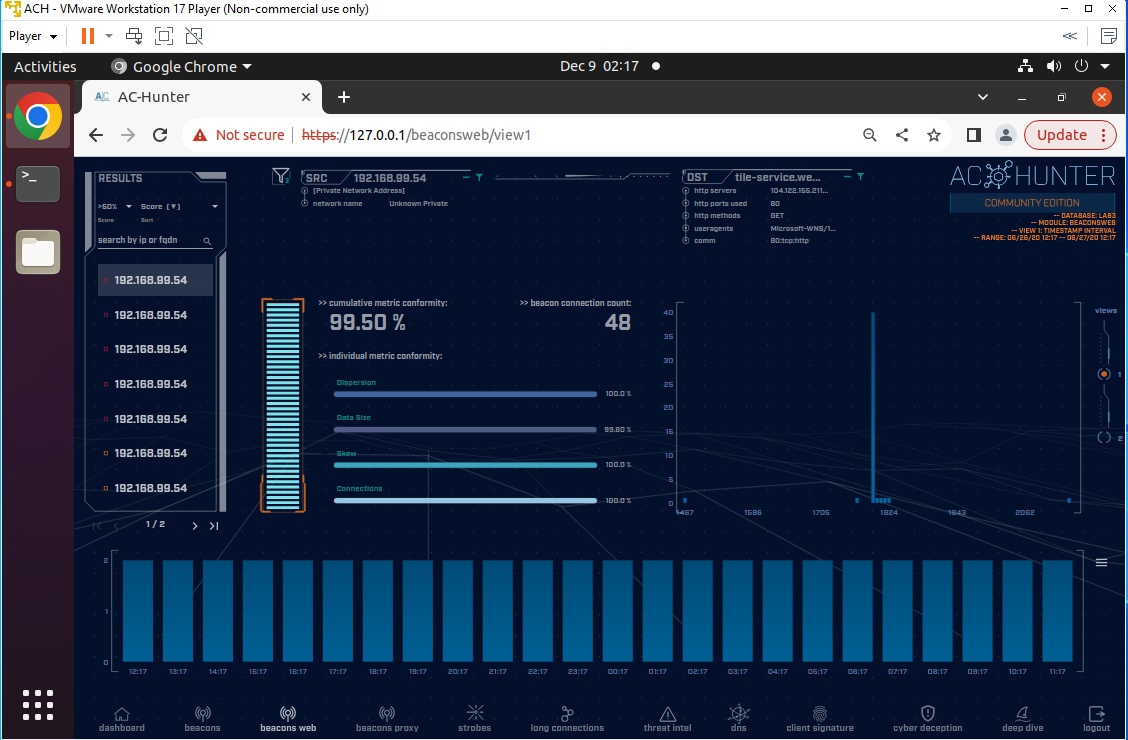 ACH - VMware Workstation 17 Player (Non-commercial use only)
Player
Activities
Google Chrome
Dec 9 02:17
AC-Hunter
Not secure
https://127.0.0.1/beaconsweb/view1
Update
RESULTS
>50%
Score [▼]
Score
Sort
search by ip or fqdn
192.168.99.54
192.168.99.54
192.168.99.54
192.168.99.54
192.168.99.54
192.168.99.54
192.168.99.54
1 / 2
SRC
192.168.99.54
[Private Network Address]
network name
Unknown Private
DST
tile-service.we...
http servers
104.122.155.211...
http ports used
80
http methods
GET
useragents
Microsoft-WNS/1...
comm
80:tcp:http
AC HUNTER
COMMUNITY EDITION
-- DATABASE: LAB3
-- MODULE: BEACONSWEB
-- VIEW 1: TIMESTAMP INTERVAL
-- RANGE: 06/26/20 12:17 -- 06/27/20 12:17
>> cumulative metric conformity:
99.50 %
>> beacon connection count:
48
>> individual metric conformity:
Dispersion
100.0 %
Data Size
99.80 %
Skew
100.0 %
Connections
100.0 %
40
35
30
25
20
15
10
5
0
1467
1586
1705
1824
1943
2062
views
1
2
2
1
0
12:17
13:17
14:17
15:17
16:17
17:17
18:17
19:17
20:17
21:17
22:17
23:17
00:17
01:17
02:17
03:17
04:17
05:17
06:17
07:17
08:17
09:17
10:17
11:17
dashboard
beacons
beacons web
beacons proxy
strobes
long connections
threat intel
dns
client signature
cyber deception
deep dive
logout